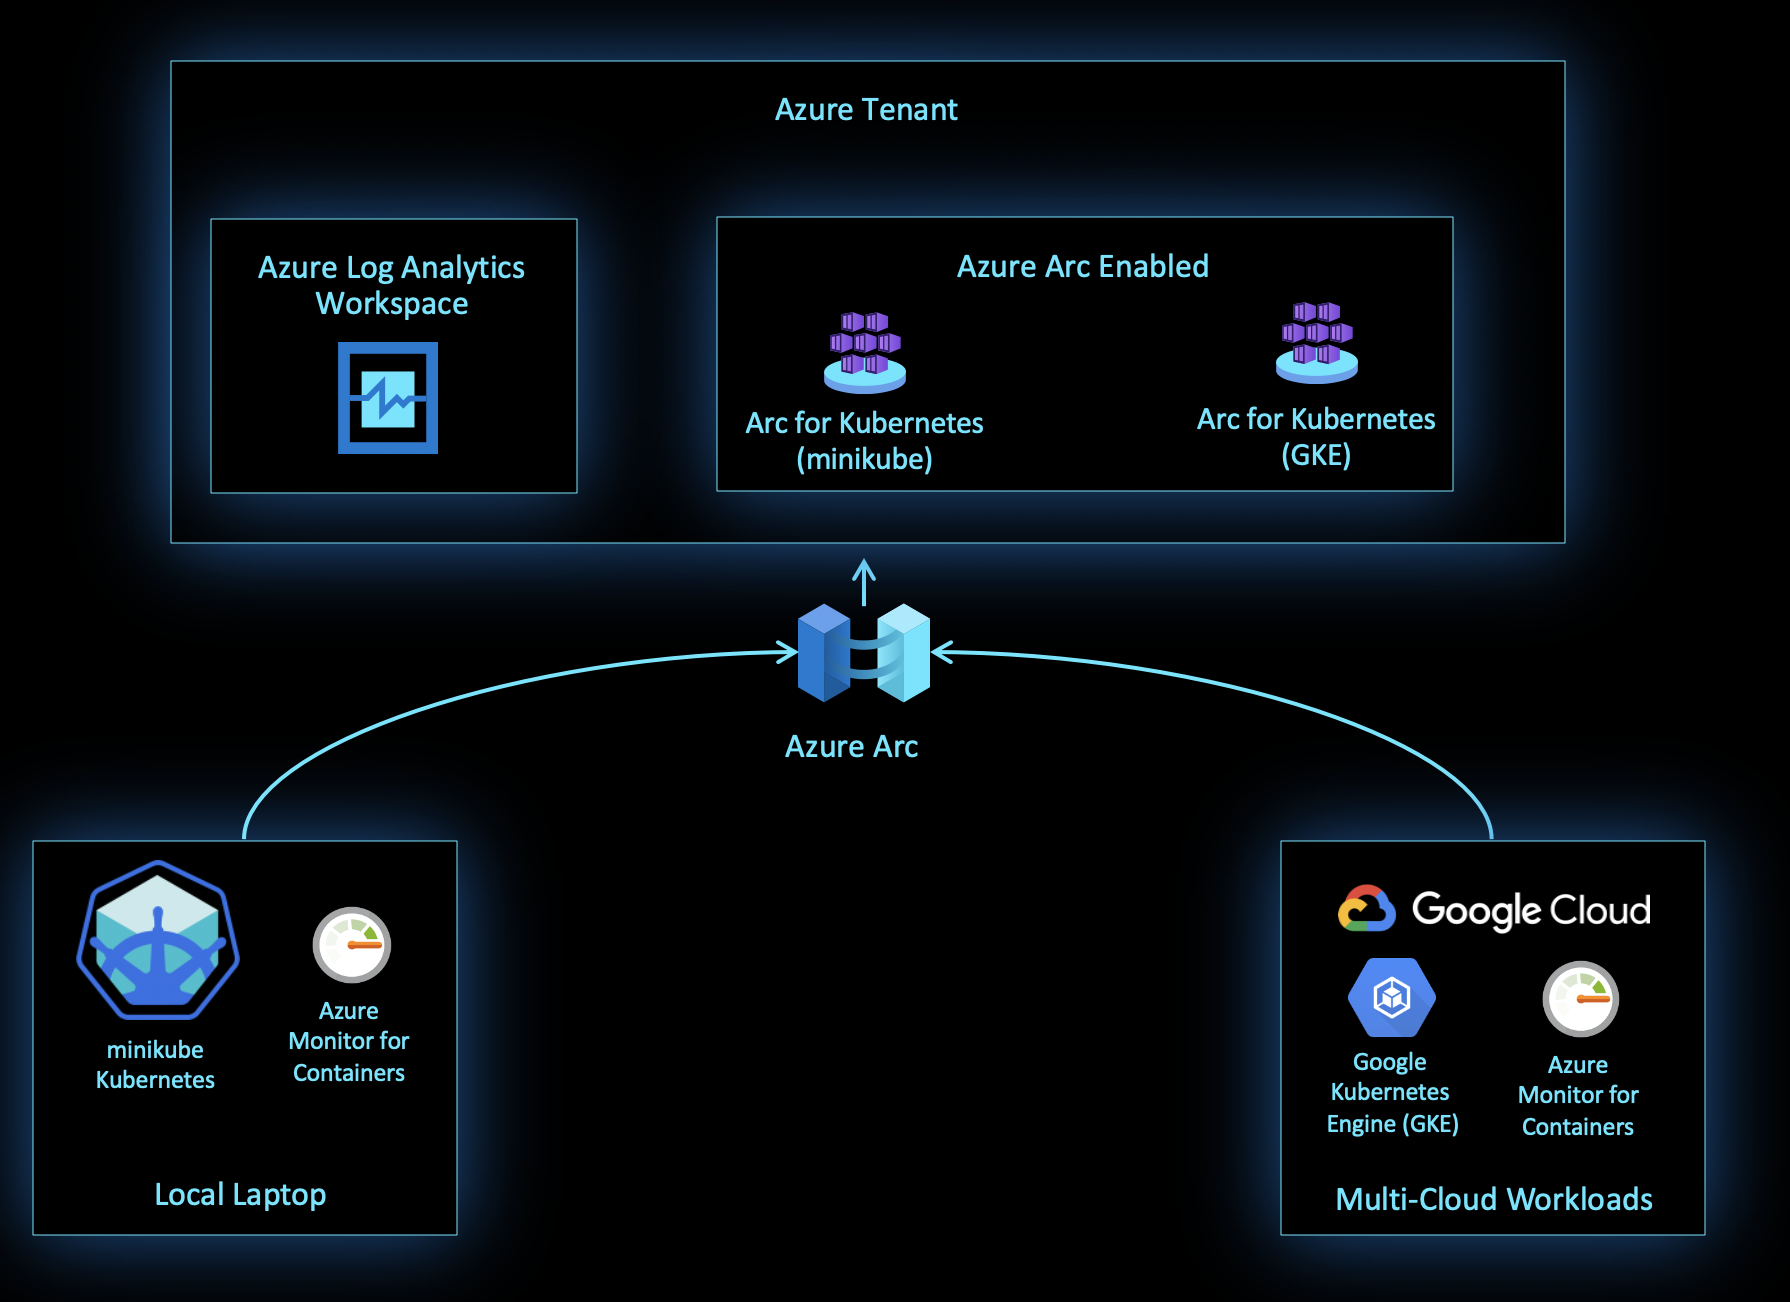 Azure Tenant
Azure Log Analytics
Workspace
Azure Arc Enabled
Arc for Kubernetes
(minikube)
Arc for Kubernetes
(GKE)
Azure Arc
minikube
Kubernetes
Azure
Monitor for
Containers
Local Laptop
Google Cloud
Google
Kubernetes
Engine (GKE)
Azure
Monitor for
Containers
Multi-Cloud Workloads